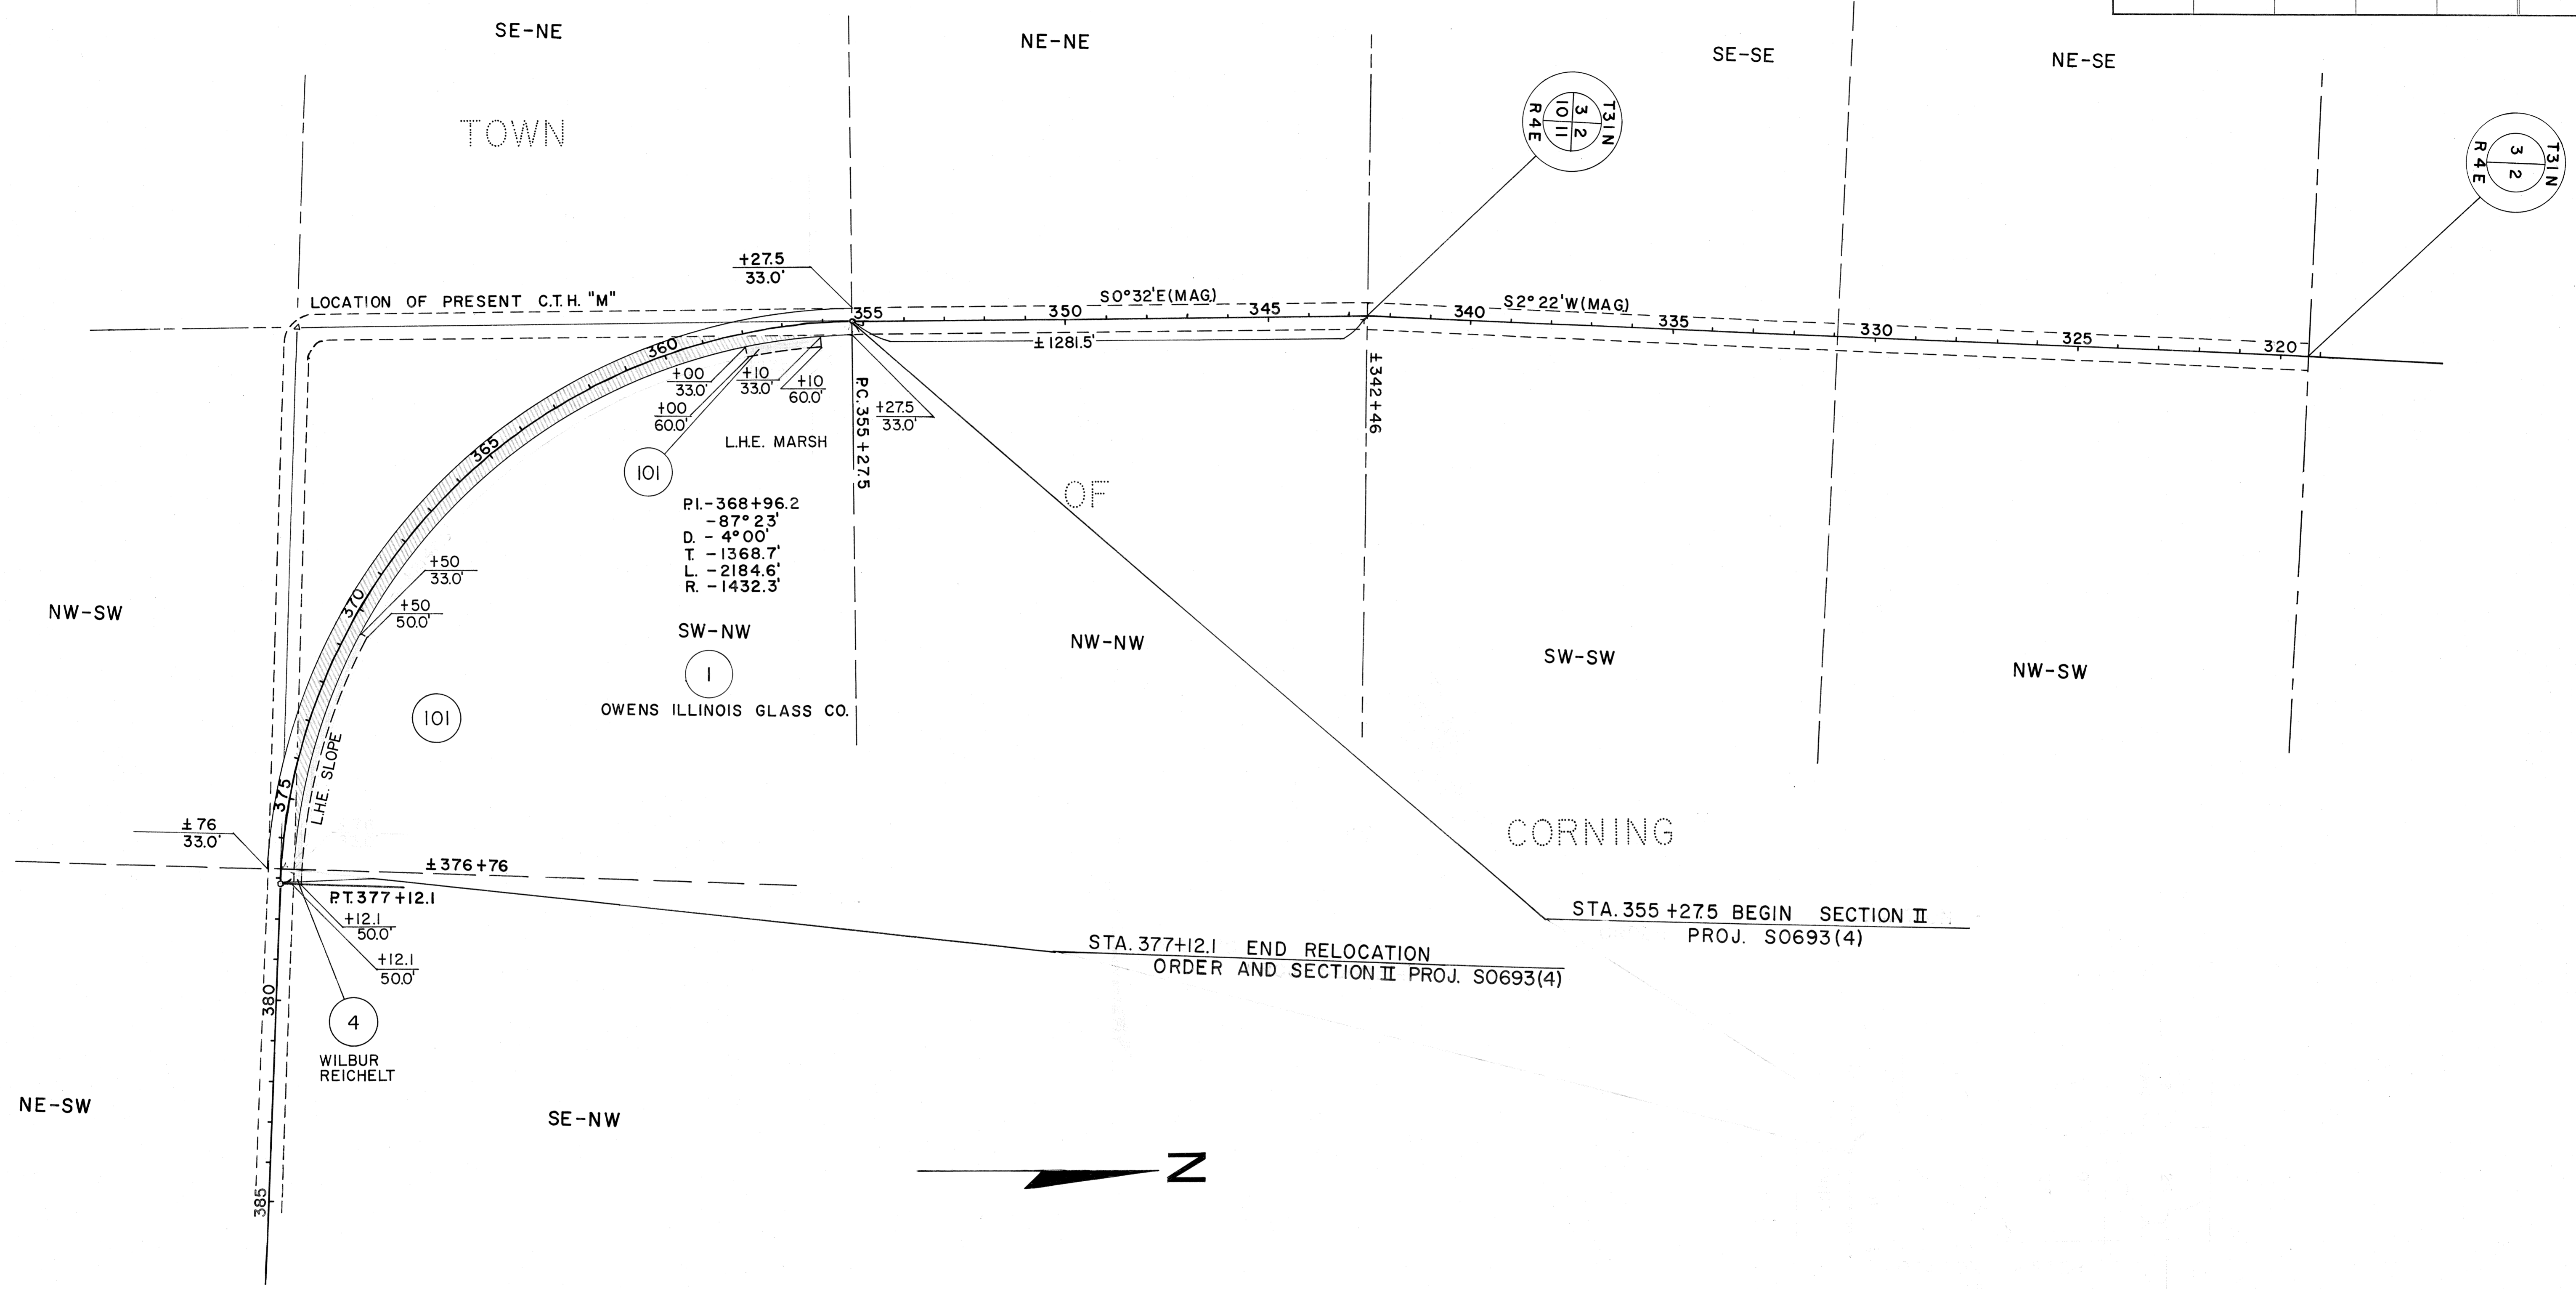 SE-NE
NE-NE
SE-SE
NE-SE
TOWN
T31N
3 2
10 11
R4E
T31N
3 2
R4E
+27.5
33.0'
LOCATION OF PRESENT C.T.H. "M"
S0°32'E(MAG.)
S2°22'W(MAG)
355
350
345
340
335
330
325
320
±1281.5'
360
+00
33.0'
+10
33.0'
+10
60.0'
+00
60.0'
+27.5
33.0'
P.C. 355+27.5
±342+46
L.H.E. MARSH
365
101
P.I.-368+96.2
-87°23'
D. - 4°00'
T. -1368.7'
L. -2184.6'
R. -1432.3'
OF
+50
33.0'
+50
50.0'
370
NW-SW
SW-NW
1
OWENS ILLINOIS GLASS CO.
NW-NW
SW-SW
NW-SW
101
L.H.E. SLOPE
375
±76
33.0'
±376+76
CORNING
P.T. 377+12.1
+12.1
50.0'
+12.1
50.0'
STA. 355+27.5 BEGIN SECTION II
PROJ. S0693(4)
STA. 377+12.1 END RELOCATION
ORDER AND SECTION II PROJ. S0693(4)
380
4
WILBUR
REICHELT
NE-SW
SE-NW
N
385